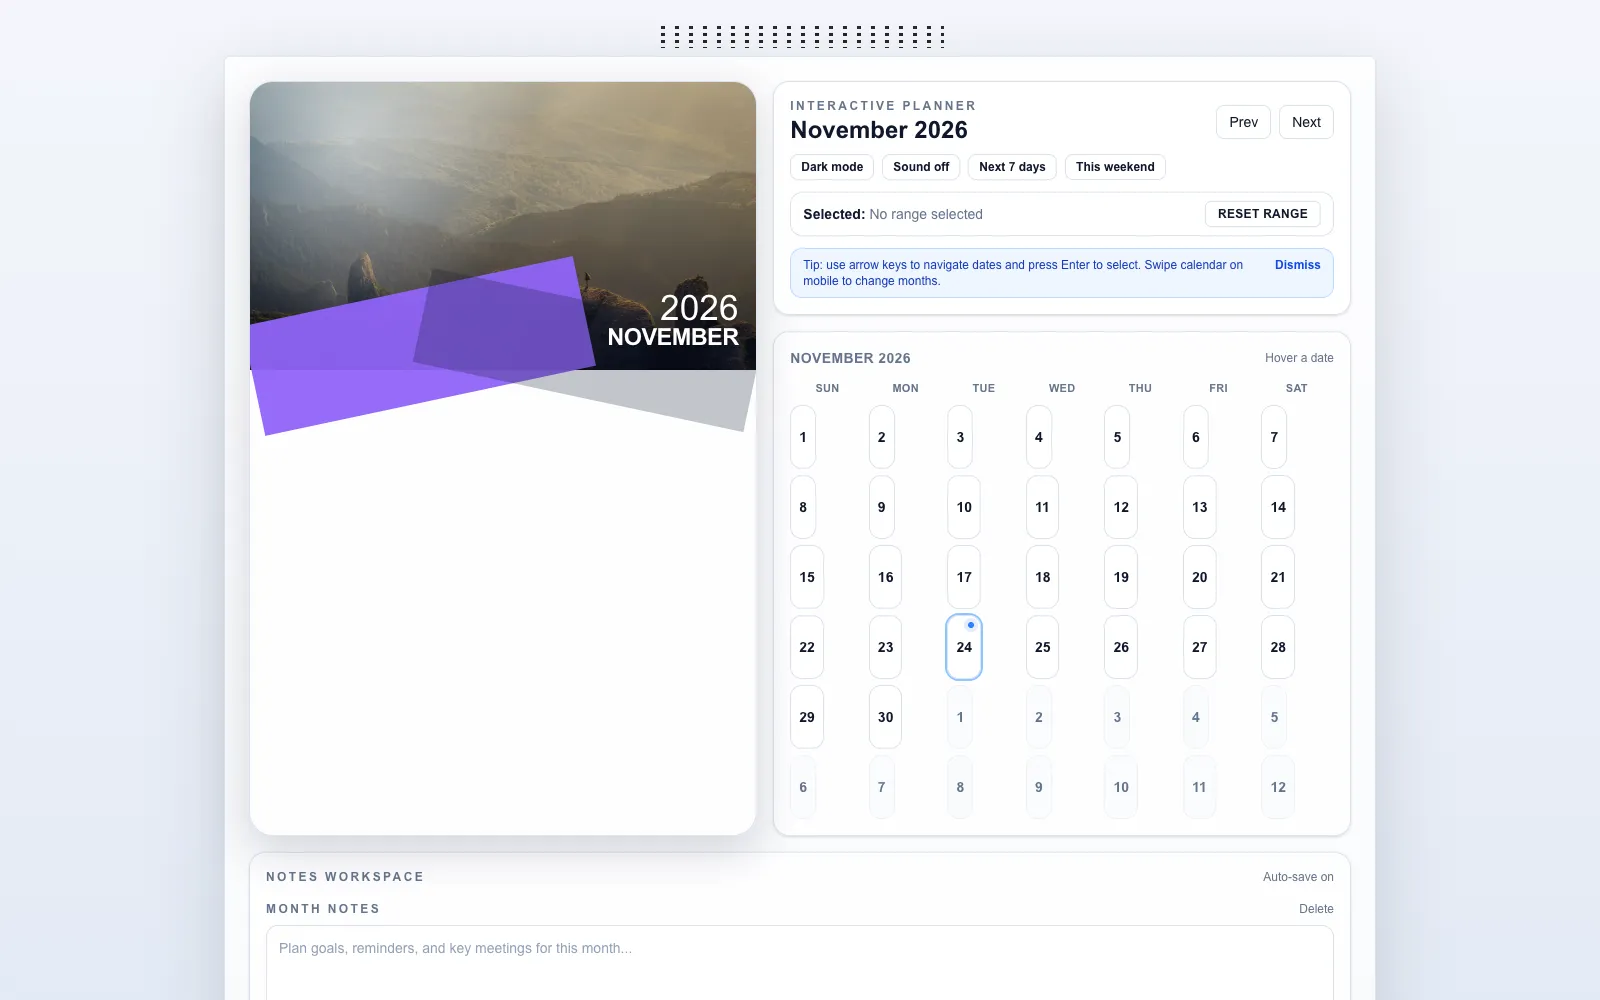 2026
NOVEMBER
INTERACTIVE PLANNER
November 2026
Prev
Next
Dark mode
Sound off
Next 7 days
This weekend
Selected: No range selected
RESET RANGE
Tip: use arrow keys to navigate dates and press Enter to select. Swipe calendar on
mobile to change months.
Dismiss
NOVEMBER 2026
Hover a date
SUN MON TUE WED THU FRI SAT
1 2 3 4 5 6 7
8 9 10 11 12 13 14
15 16 17 18 19 20 21
22 23 24 25 26 27 28
29 30 1 2 3 4 5
6 7 8 9 10 11 12
NOTES WORKSPACE
Auto-save on
MONTH NOTES
Delete
Plan goals, reminders, and key meetings for this month...